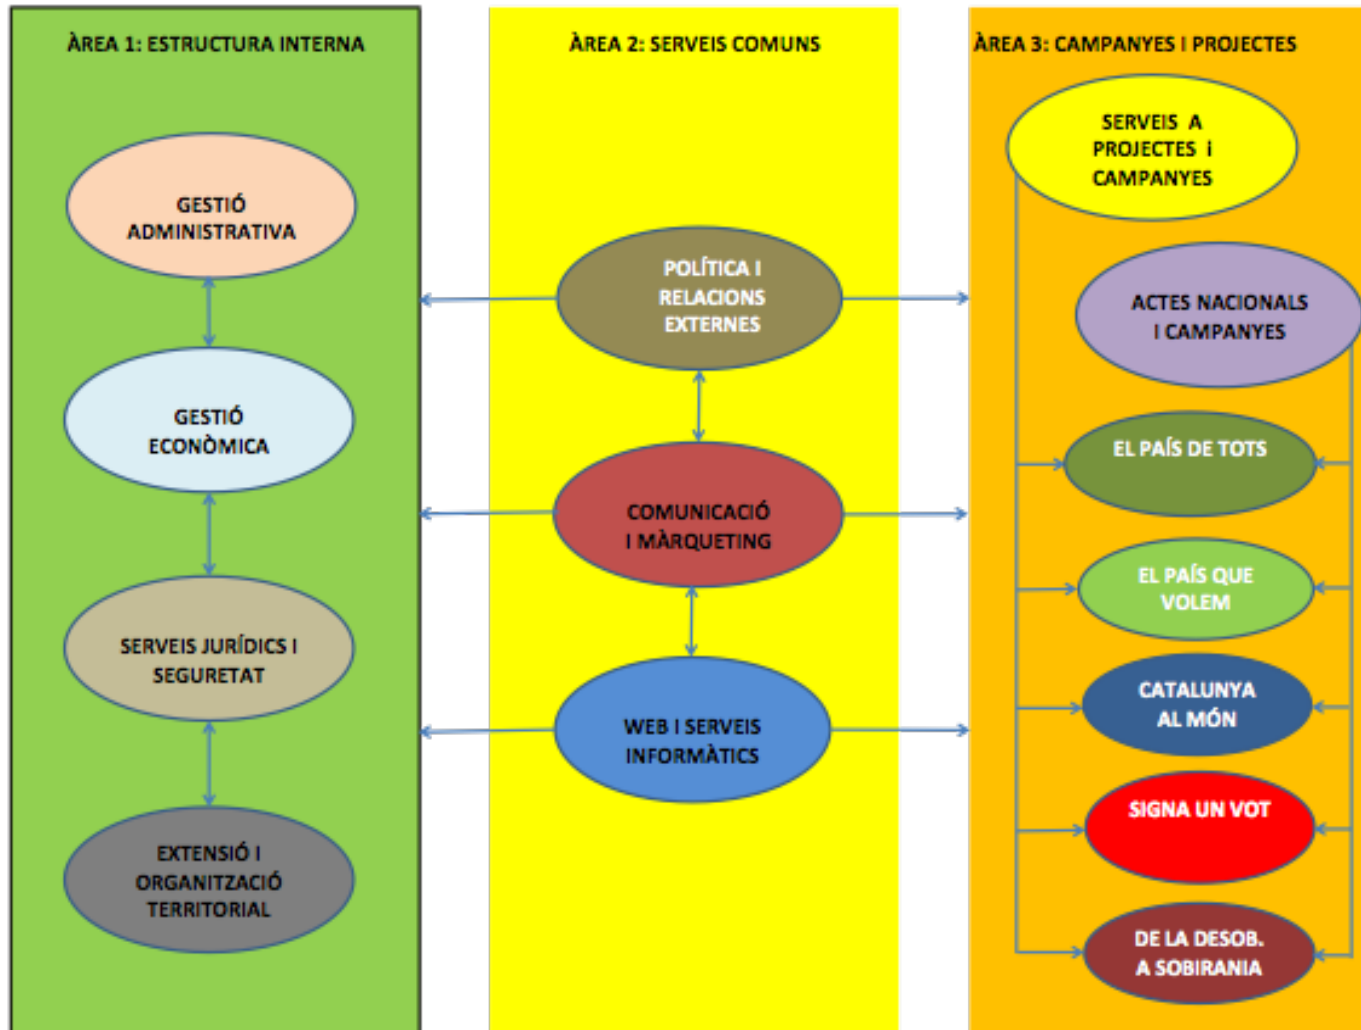 ÀREA 1: ESTRUCTURA INTERNA
GESTIÓ
ADMINISTRATIVA
GESTIÓ
ECONÒMICA
SERVEIS JURÍDICS I
SEGURETAT
EXTENSIÓ I
ORGANITZACIÓ
TERRITORIAL
ÀREA 2: SERVEIS COMUNS
POLÍTICA I
RELACIONS
EXTERNES
COMUNICACIÓ
I MÀRQUETING
WEB I SERVEIS
INFORMÀTICS
ÀREA 3: CAMPANYES I PROJECTES
SERVEIS A
PROJECTES i
CAMPANYES
ACTES NACIONALS
I CAMPANYES
EL PAÍS DE TOTS
EL PAÍS QUE
VOLEM
CATALUNYA
AL MÓN
SIGNA UN VOT
DE LA DESOB.
A SOBIRANIA